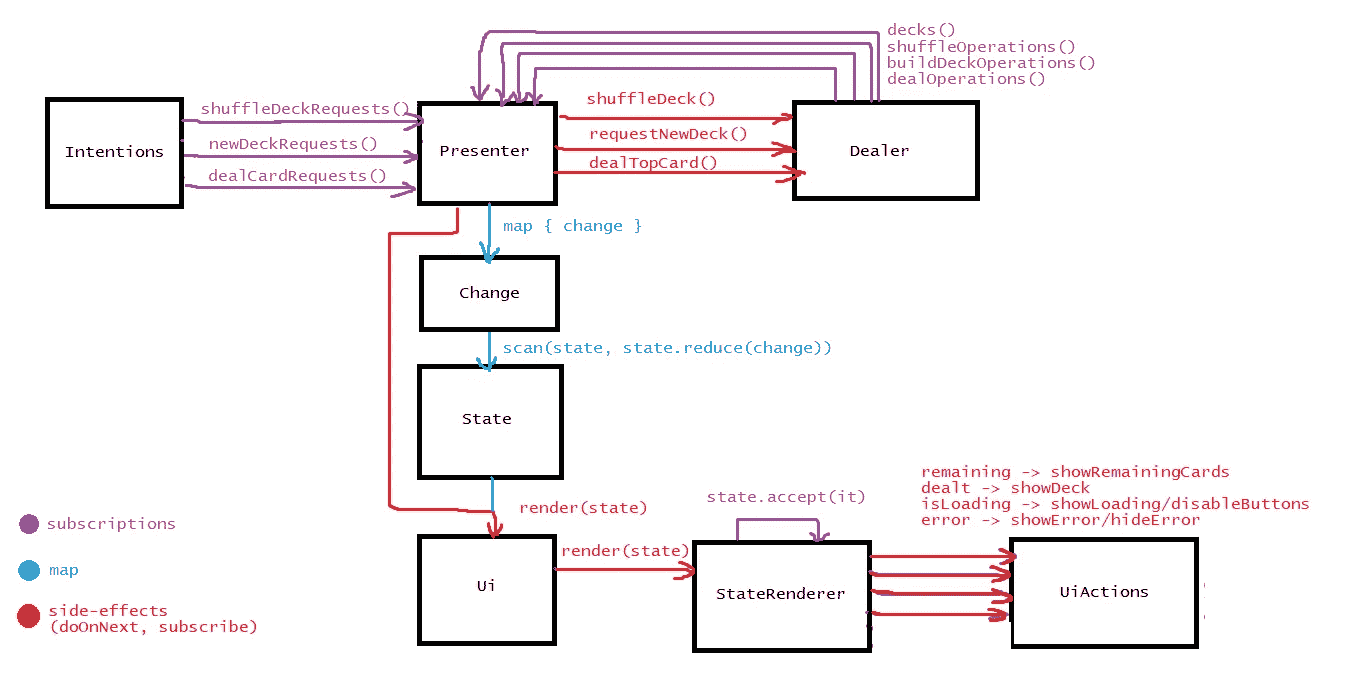 decks()
shuffleOperations()
buildDeckOperations()
dealOperations()
shuffleDeckRequests()
newDeckRequests()
dealCardRequests()
Intentions
Presenter
shuffleDeck()
requestNewDeck()
dealTopCard()
Dealer
map { change }
Change
scan(state, state.reduce(change))
State
render(state)
Ui
render(state)
state.accept(it)
StateRenderer
remaining -> showRemainingCards
dealt -> showDeck
isLoading -> showLoading/disableButtons
error -> showError/hideError
UiActions
subscriptions
map
side-effects
(doOnNext, subscribe)